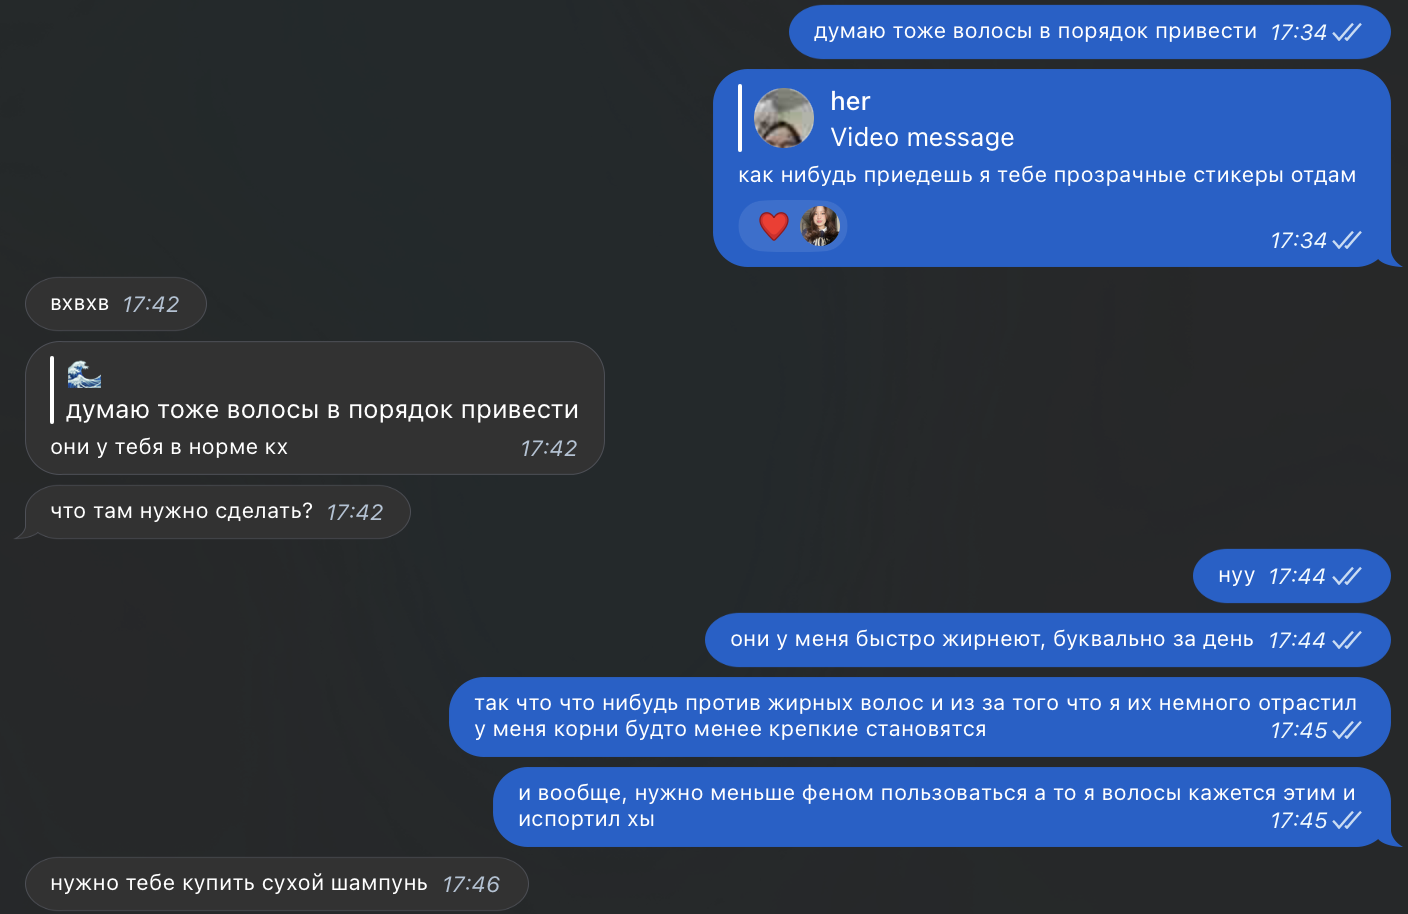 думаю тоже волосы в порядок привести 17:34
her
Video message
как нибудь приедешь я тебе прозрачные стикеры отдам
17:34
вхвхв 17:42
думаю тоже волосы в порядок привести
они у тебя в норме кх 17:42
что там нужно сделать? 17:42
нуу 17:44
они у меня быстро жирнеют, буквально за день 17:44
так что что нибудь против жирных волос и из за того что я их немного отрастил
у меня корни будто менее крепкие становятся 17:45
и вообще, нужно меньше феном пользоваться а то я волосы кажется этим и
испортил хы 17:45
нужно тебе купить сухой шампунь 17:46